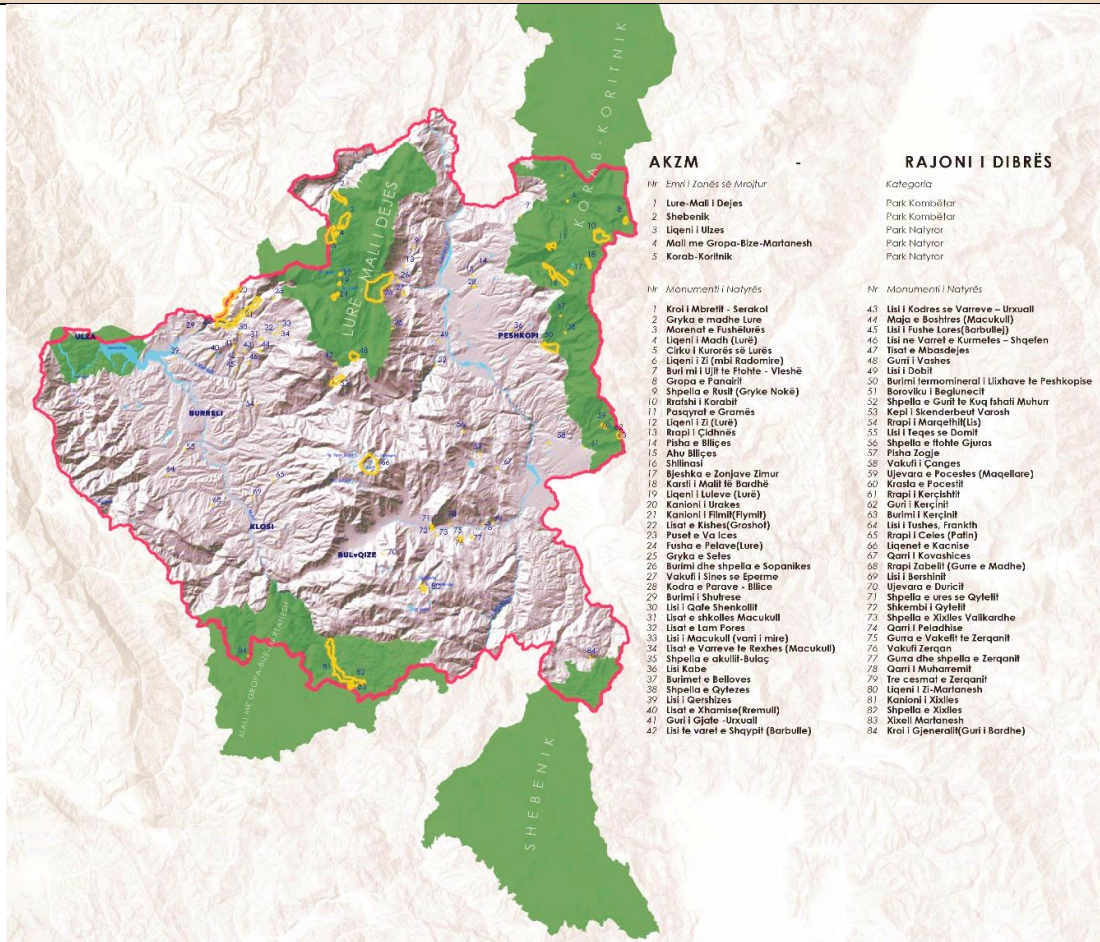 KORAB-KORITNIK
LURE - MALI I DEJES
ULZA
PESHKOPI
BURRELI
KLOSI
BULQIZE
MALI ME GROPA-BIZE-MARTANESH
SHEBENIK
AKZM - RAJONI I DIBRËS
Nr Emri i Zonës së Mrojtur Kategoria
1 Lure-Mali i Dejes Park Kombëtar
2 Shebenik Park Kombëtar
3 Liqeni i Ulzes Park Natyror
4 Mali me Gropa-Bize-Martanesh Park Natyror
5 Korab-Koritnik Park Natyror
Nr Monumenti i Natyrës
1 Kroi i Mbretit - Serakol
2 Gryka e madhe Lure
3 Morenat e Fushëlurës
4 Liqeni i Madh (Lurë)
5 Cirku i Kurorës së Lurës
6 Liqeni i Zi (mbi Radomire)
7 Buri mi i Ujit te Ftohte - Vleshë
8 Gropa e Panairit
9 Shpella e Rusit (Gryke Nokë)
10 Rrafshi i Korabit
11 Pasqyrat e Gramës
12 Liqeni i Zi (Lurë)
13 Rrapi i Çidhnës
14 Pisha e Blliçes
15 Ahu Blliçes
16 Shllinasi
17 Bjeshka e Zonjave Zimur
18 Karsti i Malit të Bardhë
19 Liqeni i Luleve (Lurë)
20 Kanioni i Urakes
21 Kanioni i Filmit(Flymit)
22 Lisat e Kishes(Groshof)
23 Puset e Va Ices
24 Fusha e Pelave(Lure)
25 Gryka e Setes
26 Burimi dhe shpella e Sopanikes
27 Vakufi i Sines se Eperme
28 Kodra e Parave - Bllice
29 Burimi i Shutrese
30 Lisi i Qafe Shenkollit
31 Lisat e shkolles Macukull
32 Lisat e Lam Pores
33 Lisi i Macukull (varri i mire)
34 Lisat e Varreve te Rexhes (Macukull)
35 Shpella e akullit-Bulaç
36 Lisi Kabe
37 Burimet e Belloves
38 Shpella e Qytezes
39 Lisi i Qershizes
40 Lisat e Xhamise(Rremull)
41 Guri i Gjate -Urxuall
42 Lisi te varet e Shqypit (Barbulle)
Nr Monumenti i Natyrës
43 Lisi i Kodres se Varreve – Urxuall
44 Maja e Boshtres (Macukull)
45 Lisi i Fushe Lores(Barbullej)
46 Lisi ne Varret e Kurmetes – Shqefen
47 Tisat e Mbasdejes
48 Gurri i Vashes
49 Lisi i Dobit
50 Burimi termomineral i Llixhave te Peshkopise
51 Boroviku i Begjunecit
52 Shpella e Gurit te Kuq fshati Muhurr
53 Kepi i Skenderbeut Varosh
54 Rrapi i Marqethit(Lis)
55 Lisi i Teqes se Domit
56 Shpella e ftohte Gjuras
57 Pisha Zogje
58 Vakufi i Çanges
59 Ujevara e Pocestes (Maqellare)
60 Krasta e Pocestit
61 Rrapi i Kerçishtit
62 Guri i Kerçinit
63 Burimi i Kerçinit
64 Lisi i Tushes, Frankth
65 Rrapi i Celes (Patin)
66 Liqenet e Kacnise
67 Qarri i Kovashices
68 Rrapi Zabelit (Gurre e Madhe)
69 Lisi i Bershinit
70 Ujevara e Duricit
71 Shpella e ures se Qytetit
72 Shkembi i Qytetit
73 Shpella e Xixlles Valikardhe
74 Qarri i Peladhise
75 Gurra e Vakefit te Zerqanit
76 Vakufi Zerqan
77 Gurra dhe shpella e Zerqanit
78 Qarri i Muharremit
79 Tre cesmat e Zerqanit
80 Liqeni i Zi-Martanesh
81 Kanioni i Xixlles
82 Shpella e Xixlles
83 Xixell Martanesh
84 Kroi i Gjeneralit(Guri i Bardhe)